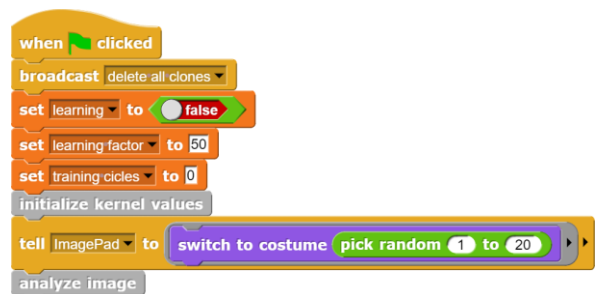 when clicked
broadcast delete all clones
set learning to false
set learning factor to 50
set training cicles to 0
initialize kernel values
tell ImagePad to switch to costume pick random 1 to 20
analyze image